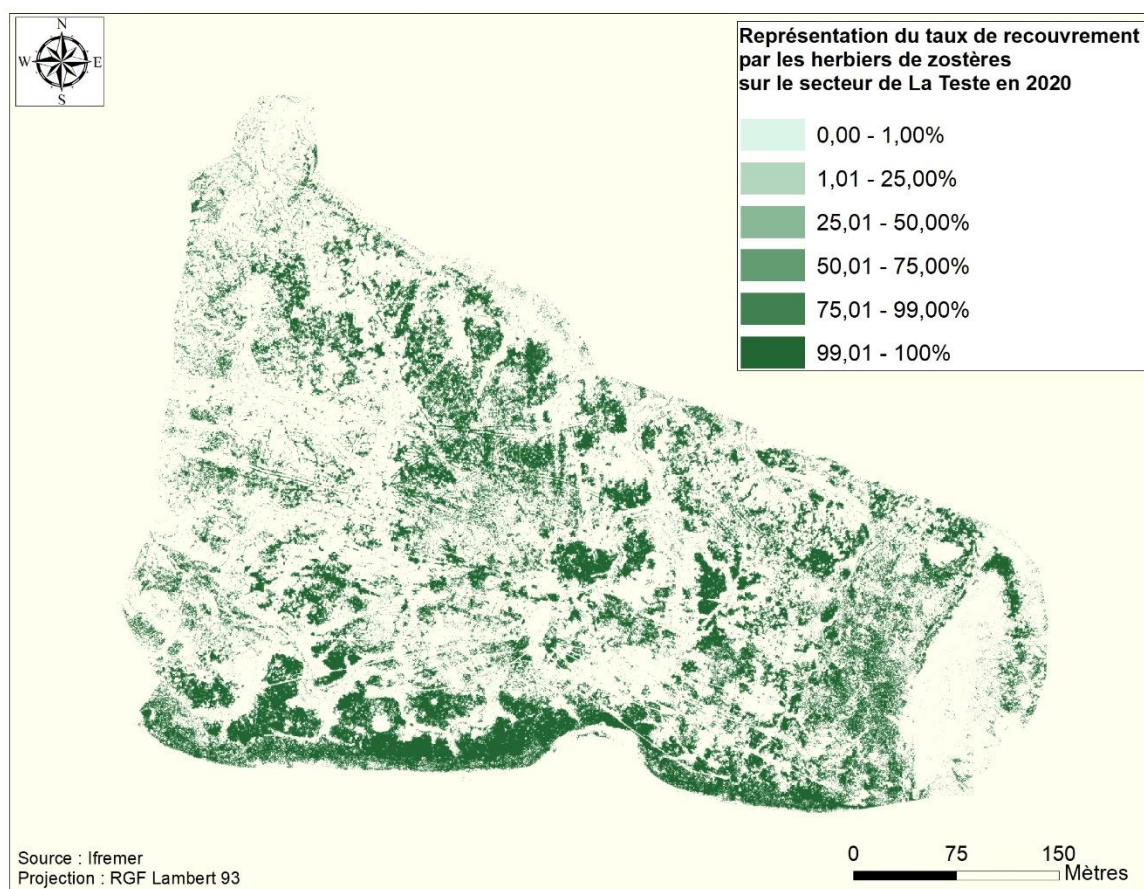 N
W E
S
Représentation du taux de recouvrement
par les herbiers de zostères
sur le secteur de La Teste en 2020
0,00 - 1,00%
1,01 - 25,00%
25,01 - 50,00%
50,01 - 75,00%
75,01 - 99,00%
99,01 - 100%
Source : Ifremer
Projection : RGF Lambert 93
0 75 150
Mètres